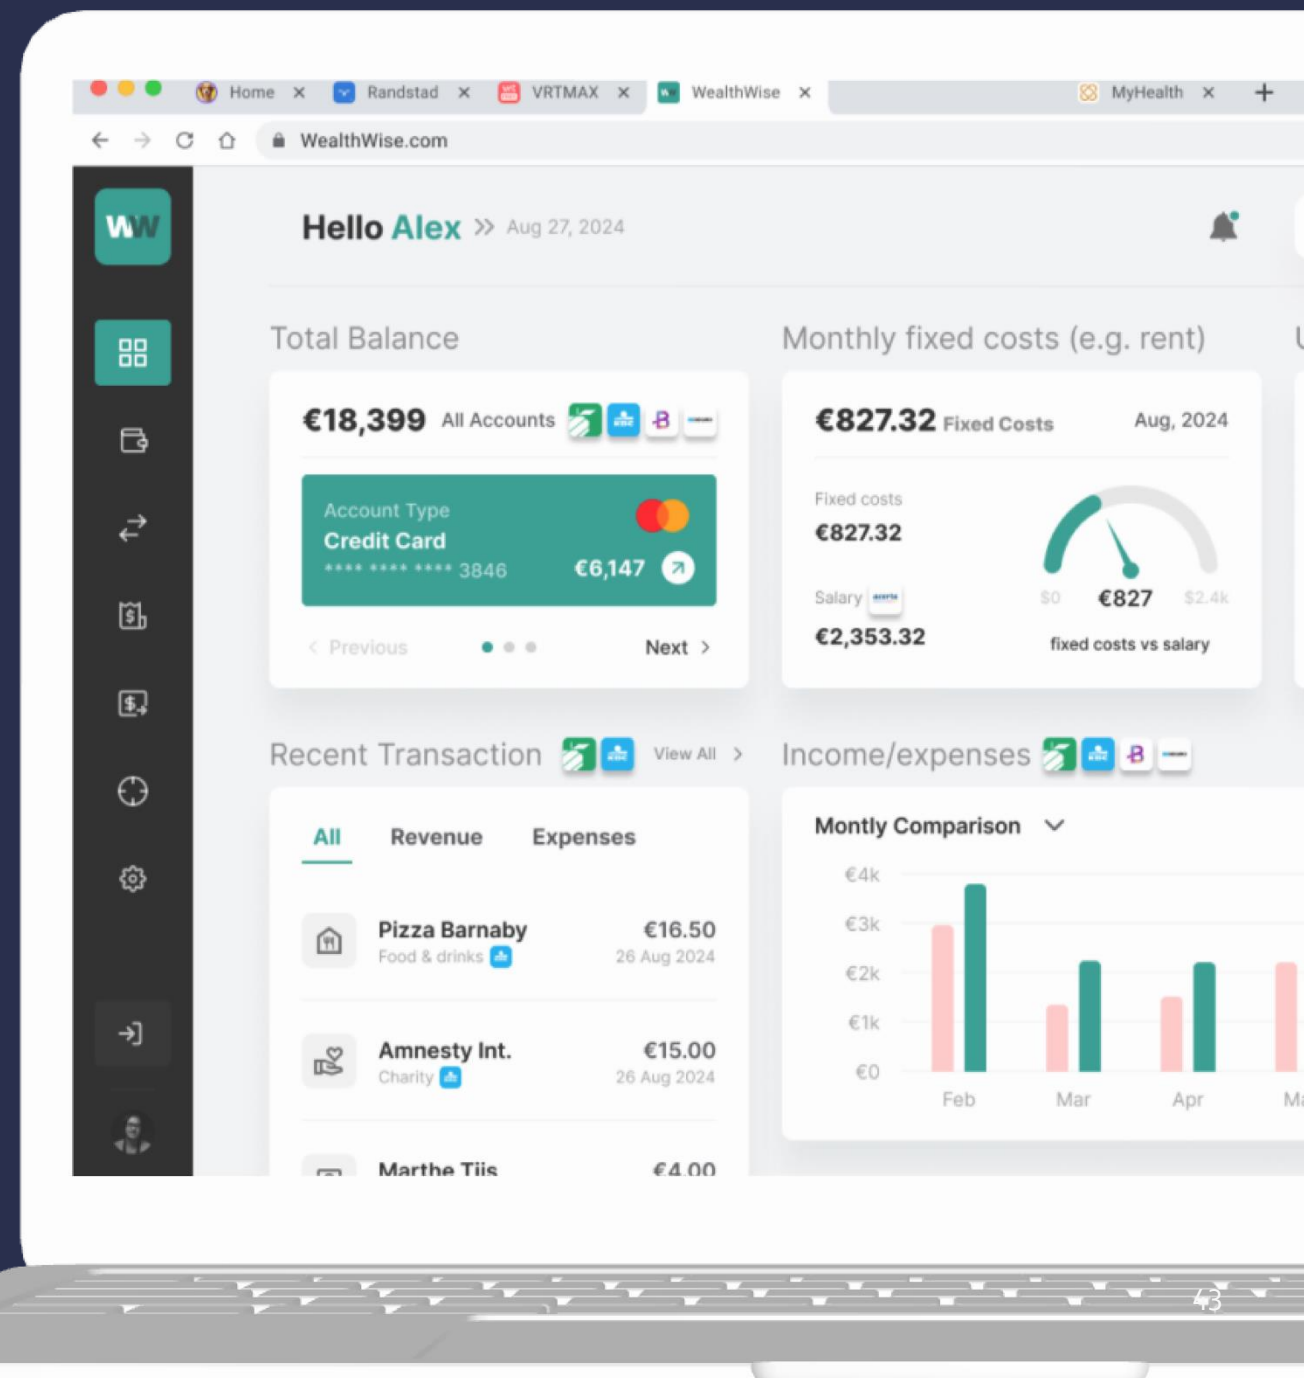 Home Randstad VRTMAX WealthWise MyHealth
WealthWise.com
WW
Hello Alex Aug 27, 2024
Total Balance
€18,399 All Accounts
Account Type
Credit Card
**** **** **** 3846 €6,147
Previous Next
Monthly fixed costs (e.g. rent)
€827.32 Fixed Costs Aug, 2024
Fixed costs
€827.32
Salary
€2,353.32
$0 €827 $2.4k
fixed costs vs salary
Recent Transaction View All
All Revenue Expenses
Pizza Barnaby €16.50
Food & drinks 26 Aug 2024
Amnesty Int. €15.00
Charity 26 Aug 2024
Marthe Tijs €4.00
Income/expenses
Montly Comparison
€4k
€3k
€2k
€1k
€0
Feb Mar Apr
43